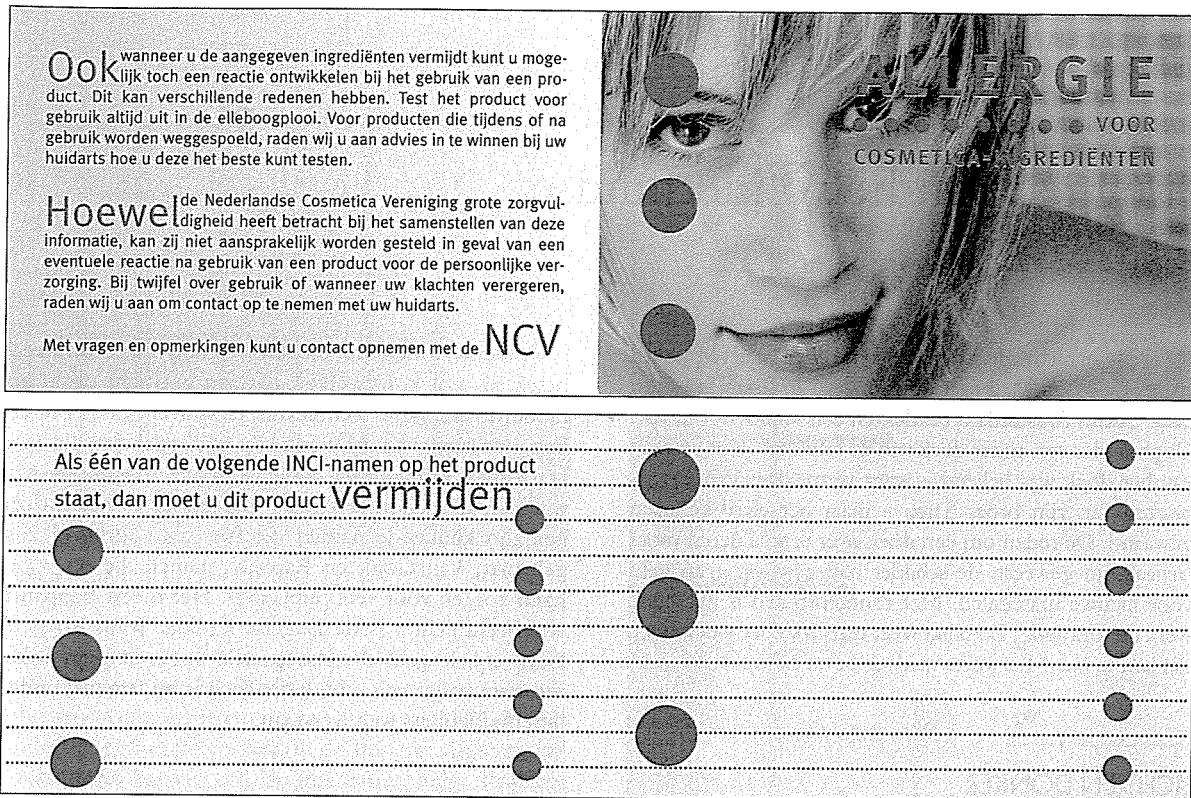 Ook wanneer u de aangegeven ingrediënten vermijdt kunt u moge-
lijk toch een reactie ontwikkelen bij het gebruik van een pro-
duct. Dit kan verschillende redenen hebben. Test het product voor
gebruik altijd uit in de elleboogplooi. Voor producten die tijdens of na
gebruik worden weggespoeld, raden wij u aan advies in te winnen bij uw
huidarts hoe u deze het beste kunt testen.
Hoewel de Nederlandse Cosmetica Vereniging grote zorgvul-
digheid heeft betracht bij het samenstellen van deze
informatie, kan zij niet aansprakelijk worden gesteld in geval van een
eventuele reactie na gebruik van een product voor de persoonlijke ver-
zorging. Bij twijfel over gebruik of wanneer uw klachten verergeren,
raden wij u aan om contact op te nemen met uw huidarts.
Met vragen en opmerkingen kunt u contact opnemen met de NCV
ALLERGIE
VOOR
COSMETICA-INGREDIËNTEN
Als één van de volgende INCI-namen op het product
staat, dan moet u dit product vermijden